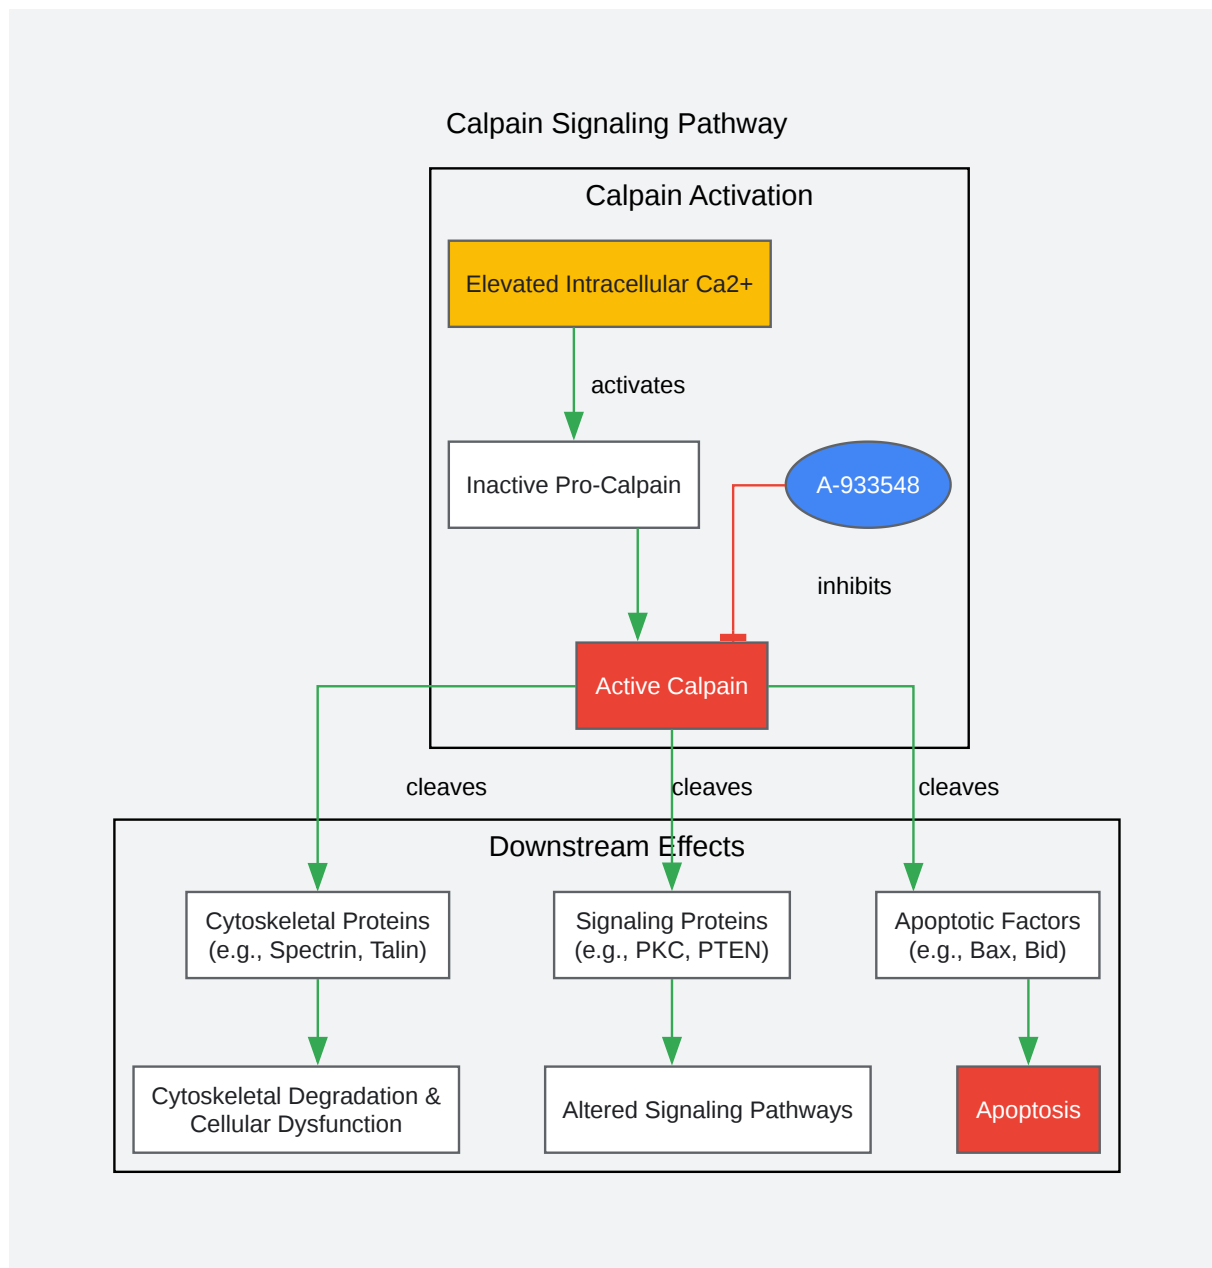 Calpain Signaling Pathway
Calpain Activation
Elevated Intracellular Ca2+
activates
Inactive Pro-Calpain
A-933548
inhibits
Active Calpain
cleaves
cleaves
cleaves
Downstream Effects
Cytoskeletal Proteins
(e.g., Spectrin, Talin)
Signaling Proteins
(e.g., PKC, PTEN)
Apoptotic Factors
(e.g., Bax, Bid)
Cytoskeletal Degradation &
Cellular Dysfunction
Altered Signaling Pathways
Apoptosis